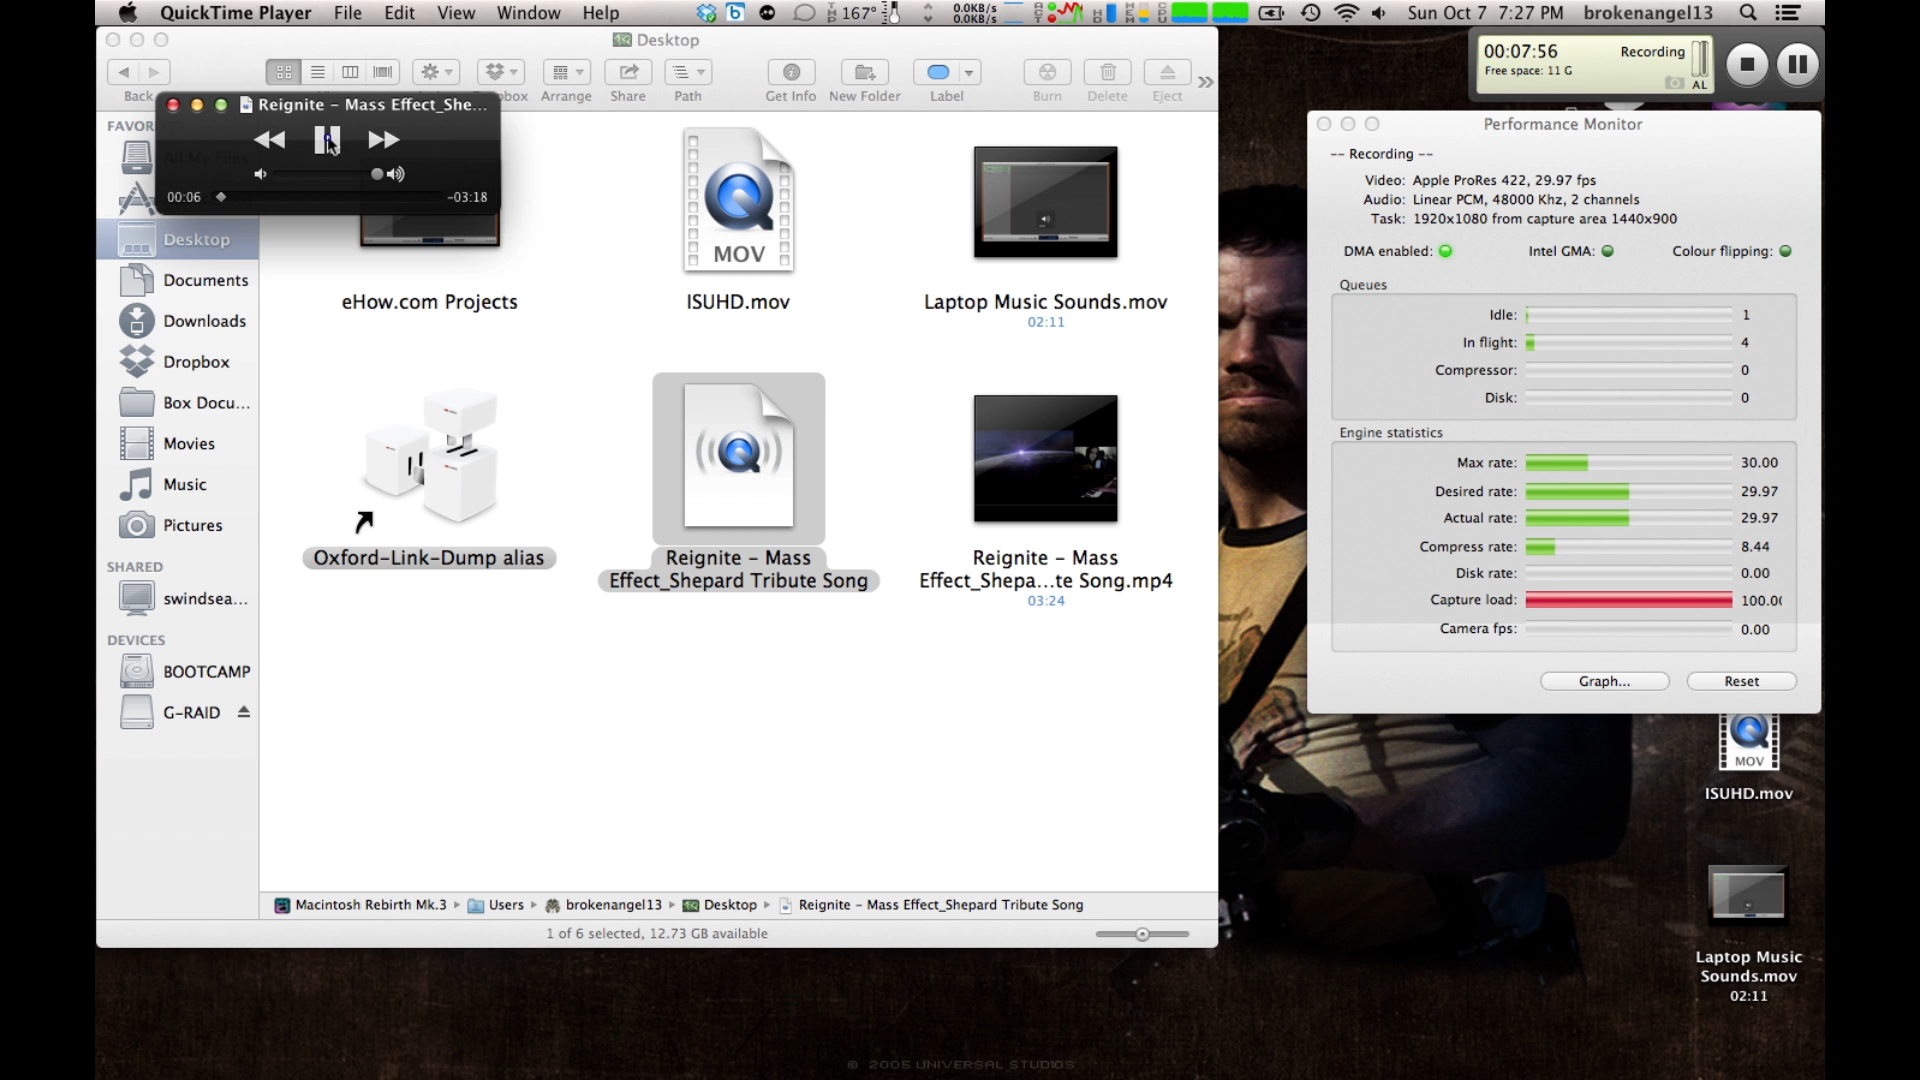 QuickTime Player File Edit View Window Help
167°
0.0KB/s
0.0KB/s
Sun Oct 7 7:27 PM brokenangel13
Desktop
Back
Arrange
Share
Path
Get Info
New Folder
Label
Burn
Delete
Eject
Reignite – Mass Effect_She...
00:06
-03:18
Desktop
Documents
Downloads
Dropbox
Box Docu...
Movies
Music
Pictures
SHARED
swindsea...
DEVICES
BOOTCAMP
G-RAID
eHow.com Projects
MOV
ISUHD.mov
Laptop Music Sounds.mov
02:11
Oxford-Link-Dump alias
Reignite – Mass
Effect_Shepard Tribute Song
Reignite – Mass
Effect_Shepa...te Song.mp4
03:24
Macintosh Rebirth Mk.3 Users brokenangel13 Desktop Reignite – Mass Effect_Shepard Tribute Song
1 of 6 selected, 12.73 GB available
00:07:56 Recording
Free space: 11 G
AL
Performance Monitor
-- Recording --
Video: Apple ProRes 422, 29.97 fps
Audio: Linear PCM, 48000 Khz, 2 channels
Task: 1920x1080 from capture area 1440x900
DMA enabled: Intel GMA: Colour flipping:
Queues
Idle: 1
In flight: 4
Compressor: 0
Disk: 0
Engine statistics
Max rate: 30.00
Desired rate: 29.97
Actual rate: 29.97
Compress rate: 8.44
Disk rate: 0.00
Capture load: 100.0
Camera fps: 0.00
Graph... Reset
MOV
ISUHD.mov
Laptop Music
Sounds.mov
02:11
© 2005 UNIVERSAL STUDIOS